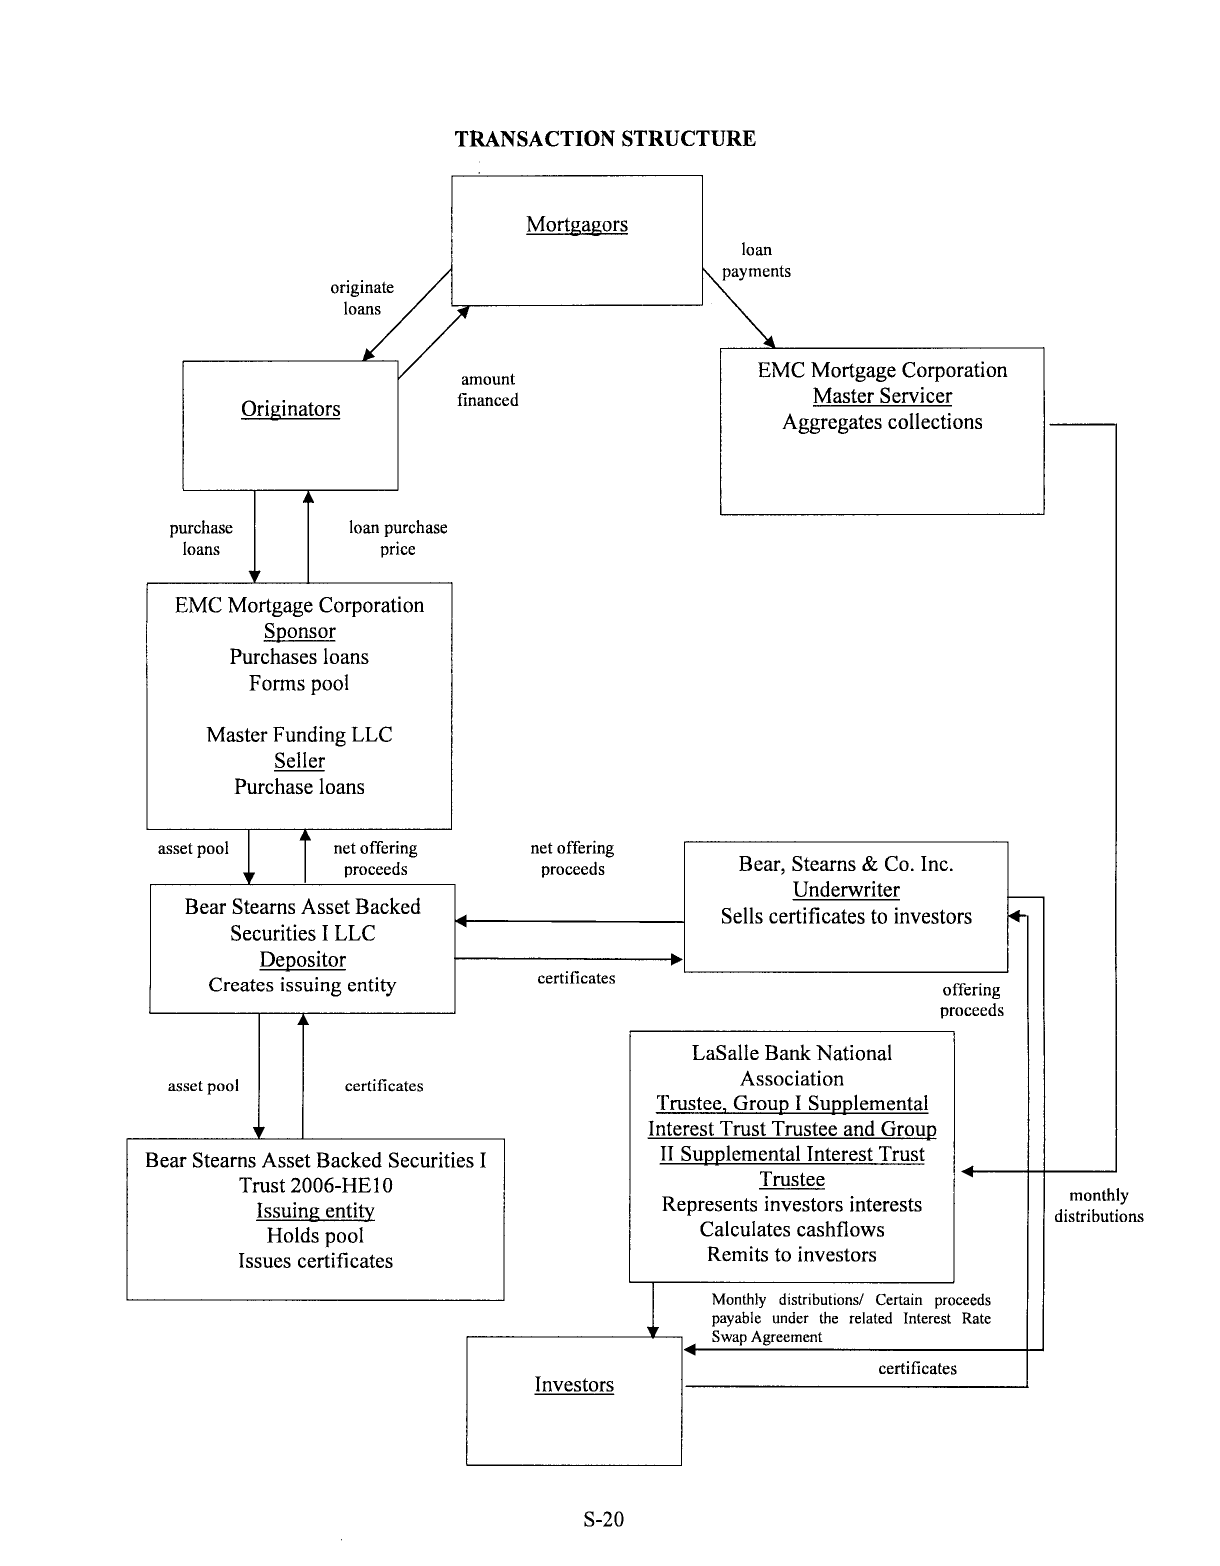 TRANSACTION STRUCTURE
Mortgagors
loan
payments
originate
loans
amount
financed
Originators
EMC Mortgage Corporation
Master Servicer
Aggregates collections
purchase
loans
loan purchase
price
EMC Mortgage Corporation
Sponsor
Purchases loans
Forms pool
Master Funding LLC
Seller
Purchase loans
asset pool
net offering
proceeds
net offering
proceeds
Bear, Stearns & Co. Inc.
Underwriter
Sells certificates to investors
Bear Stearns Asset Backed
Securities I LLC
Depositor
Creates issuing entity
certificates
offering
proceeds
asset pool
certificates
LaSalle Bank National
Association
Trustee, Group I Supplemental
Interest Trust Trustee and Group
II Supplemental Interest Trust
Trustee
Represents investors interests
Calculates cashflows
Remits to investors
monthly
distributions
Bear Stearns Asset Backed Securities I
Trust 2006-HE10
Issuing entity
Holds pool
Issues certificates
Monthly distributions/ Certain proceeds
payable under the related Interest Rate
Swap Agreement
certificates
Investors
S-20